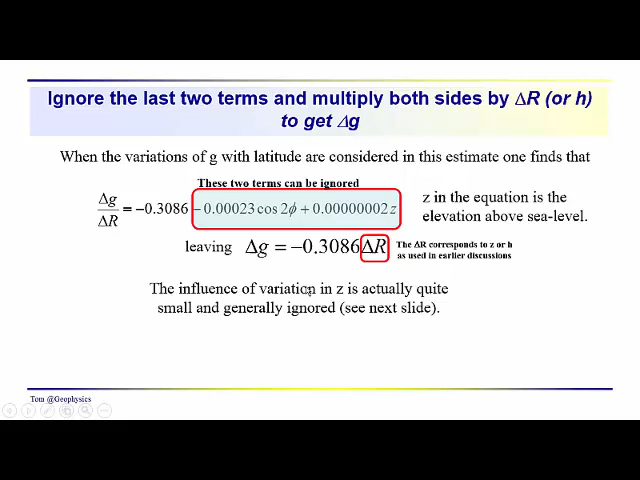 Ignore the last two terms and multiply both sides by ΔR (or h)
to get Δg
When the variations of g with latitude are considered in this estimate one finds that
These two terms can be ignored
Δg/ΔR = −0.3086 − 0.00023 cos 2ϕ + 0.00000002 z
z in the equation is the
elevation above sea-level.
leaving Δg = −0.3086ΔR
The ΔR corresponds to z or h
as used in earlier discussions
The influence of variation in z is actually quite
small and generally ignored (see next slide).
Tom @Geophysics